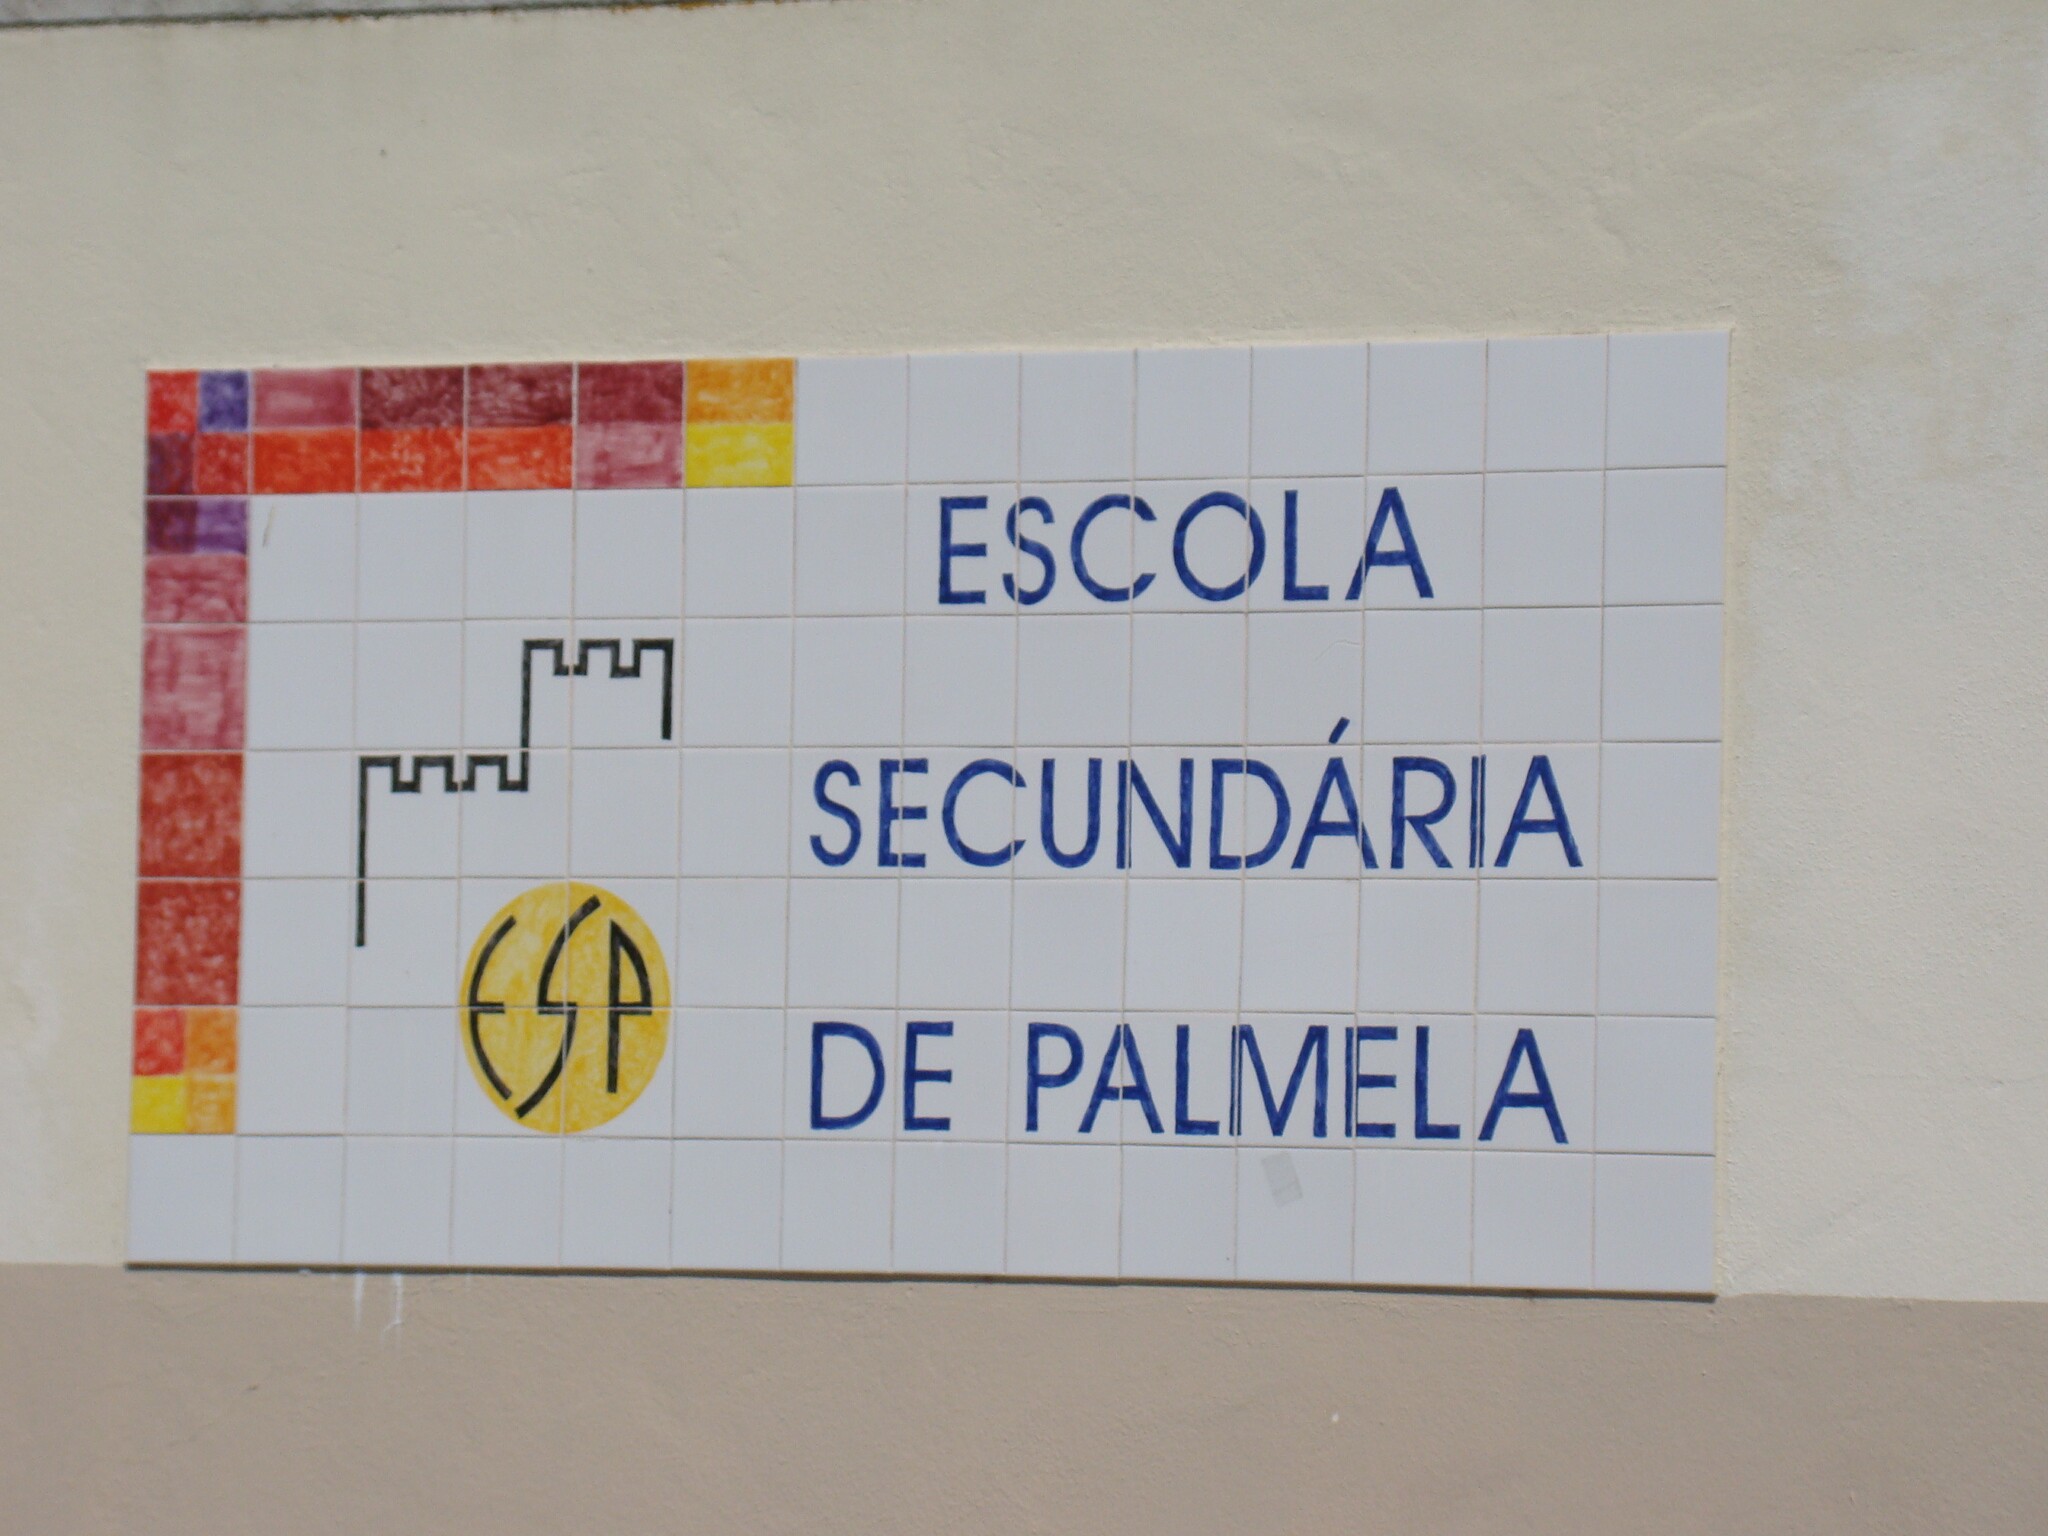 ESCOLA
SECUNDÁRIA
ESP
DE PALMELA